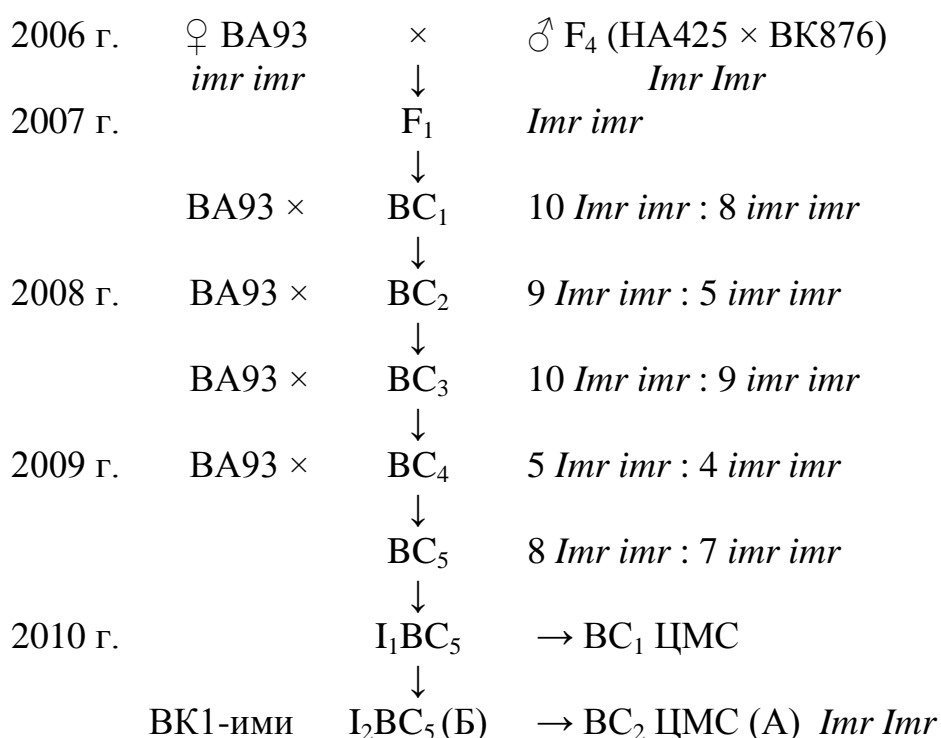 2006 г. ♀ ВА93 × ♂ F₄ (НА425 × ВК876)
imr imr ↓ Imr Imr
2007 г. F₁ Imr imr
↓
ВА93 × BC₁ 10 Imr imr : 8 imr imr
↓
2008 г. ВА93 × BC₂ 9 Imr imr : 5 imr imr
↓
ВА93 × BC₃ 10 Imr imr : 9 imr imr
↓
2009 г. ВА93 × BC₄ 5 Imr imr : 4 imr imr
↓
BC₅ 8 Imr imr : 7 imr imr
↓
2010 г. I₁BC₅ → BC₁ ЦМС
↓
ВК1-ими I₂BC₅ (Б) → BC₂ ЦМС (А) Imr Imr